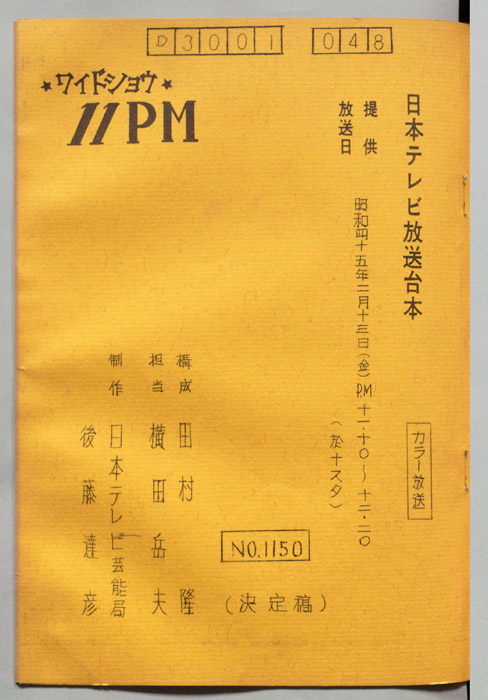 D3001 048
★ワイドショウ★
11PM
日本テレビ放送台本
カラー放送
提供
放送日 昭和四十五年二月十三日(金)PM十一・一〇〜十二・二〇
(於十スタ)
NO.1150
(決定稿)
構成 田村 隆
担当 横田岳夫
制作 日本テレビ芸能局
後藤達彦